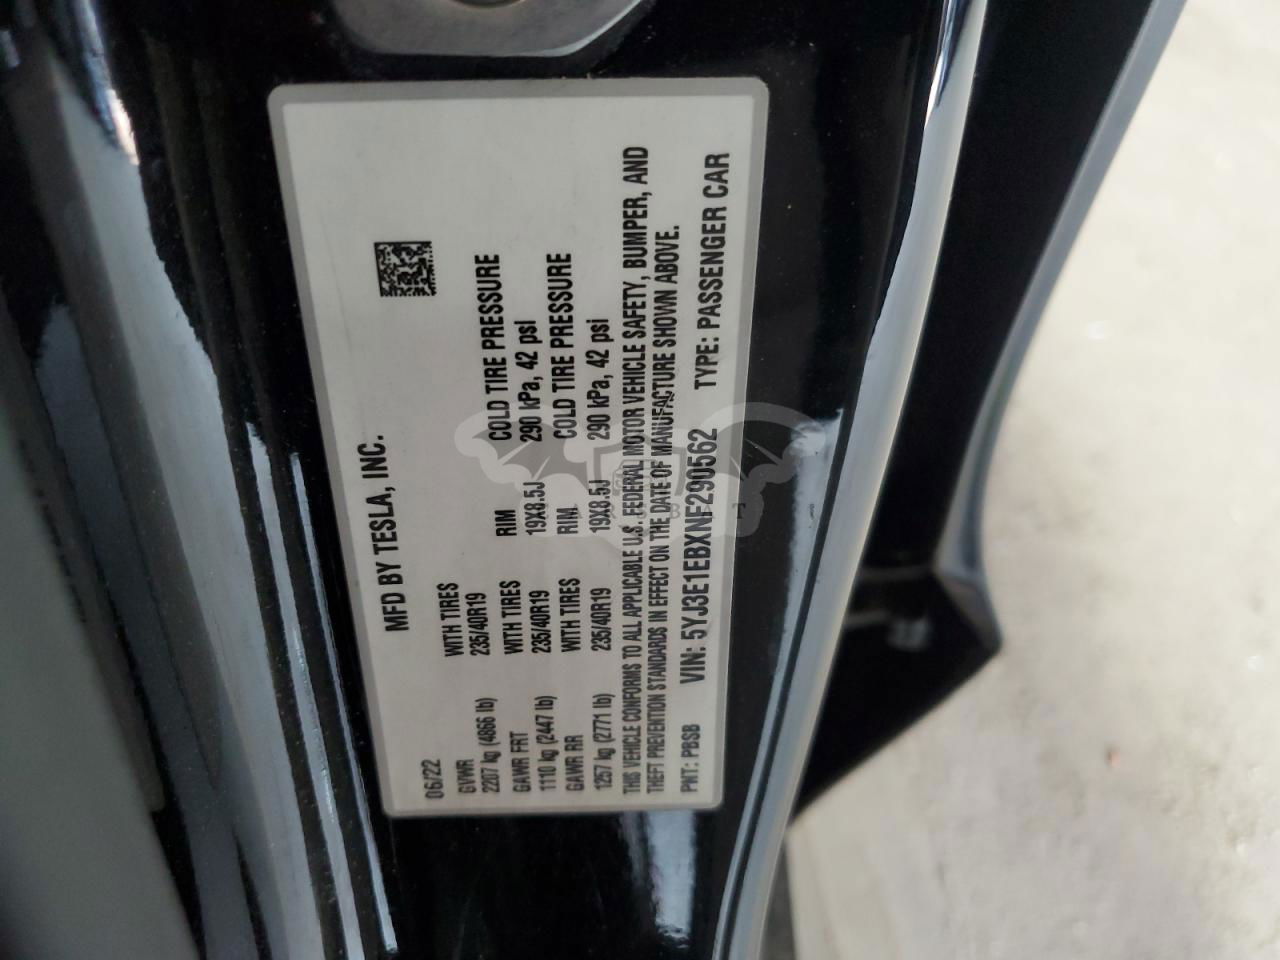 MFD BY TESLA, INC.
06/22
GVWR WITH TIRES RIM COLD TIRE PRESSURE
2207 kg (4866 lb) 235/40R19 19X8.5J 290 kPa, 42 psi
GAWR FRT WITH TIRES RIM COLD TIRE PRESSURE
1110 kg (2447 lb) 235/40R19 19X8.5J 290 kPa, 42 psi
GAWR RR WITH TIRES
1257 kg (2771 lb) 235/40R19
THIS VEHICLE CONFORMS TO ALL APPLICABLE U.S. FEDERAL MOTOR VEHICLE SAFETY, BUMPER, AND
THEFT PREVENTION STANDARDS IN EFFECT ON THE DATE OF MANUFACTURE SHOWN ABOVE.
PNT: PBSB VIN: 5YJ3E1EBXNF290562 TYPE: PASSENGER CAR